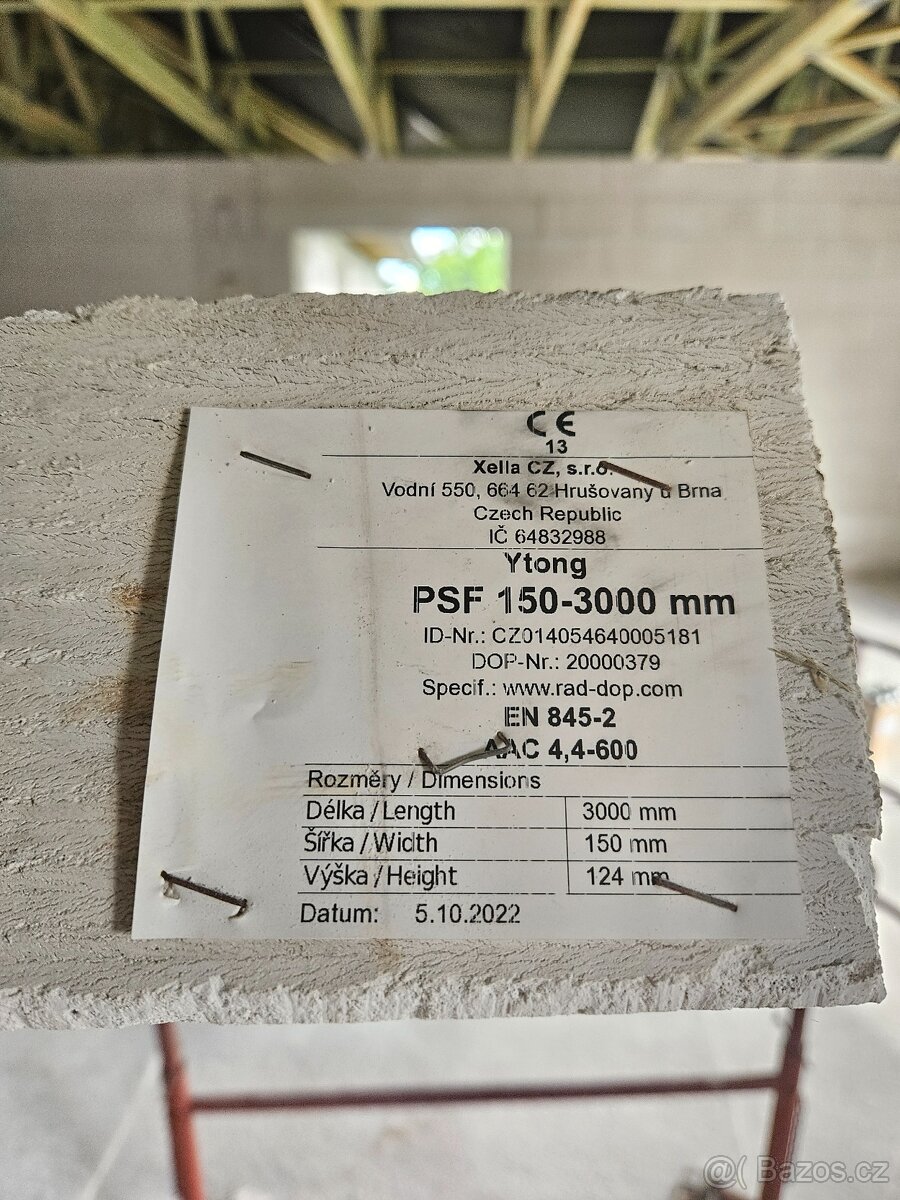 CE
13
Xella CZ, s.r.o.
Vodní 550, 664 62 Hrušovany u Brna
Czech Republic
IČ 64832988
Ytong
PSF 150-3000 mm
ID-Nr.: CZ014054640005181
DOP-Nr.: 20000379
Specif.: www.rad-dop.com
EN 845-2
AAC 4,4-600
Rozměry / Dimensions
Délka / Length 3000 mm
Šířka / Width 150 mm
Výška / Height 124 mm
Datum: 5.10.2022
Bazos.cz